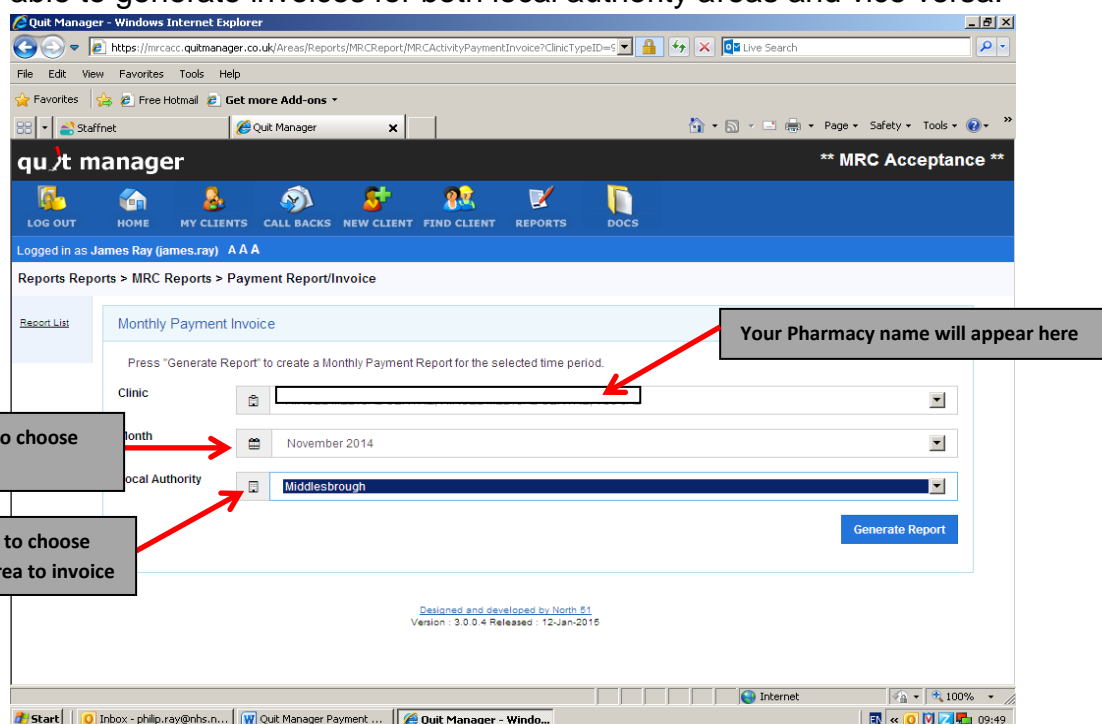 able to generate invoices for both local authority areas and vice versa.
Quit Manager - Windows Internet Explorer
https://mrcacc.quitmanager.co.uk/Areas/Reports/MRCReport/MRCActivityPaymentInvoice?ClinicTypeID=9
Live Search
File Edit View Favorites Tools Help
Favorites Free Hotmail Get more Add-ons
Staffnet Quit Manager x Page Safety Tools »
quit manager ** MRC Acceptance **
LOG OUT HOME MY CLIENTS CALL BACKS NEW CLIENT FIND CLIENT REPORTS DOCS
Logged in as James Ray (james.ray) A A A
Reports Reports > MRC Reports > Payment Report/Invoice
Report List
Monthly Payment Invoice
Your Pharmacy name will appear here
Press "Generate Report" to create a Monthly Payment Report for the selected time period.
Clinic
o choose
Month November 2014
Local Authority Middlesbrough
to choose
rea to invoice
Generate Report
Designed and developed by North 51
Version : 3.0.0.4 Released : 12-Jan-2015
Internet 100%
Start Inbox - philip.ray@nhs.n... Quit Manager Payment ... Quit Manager - Windo... EN « 09:49